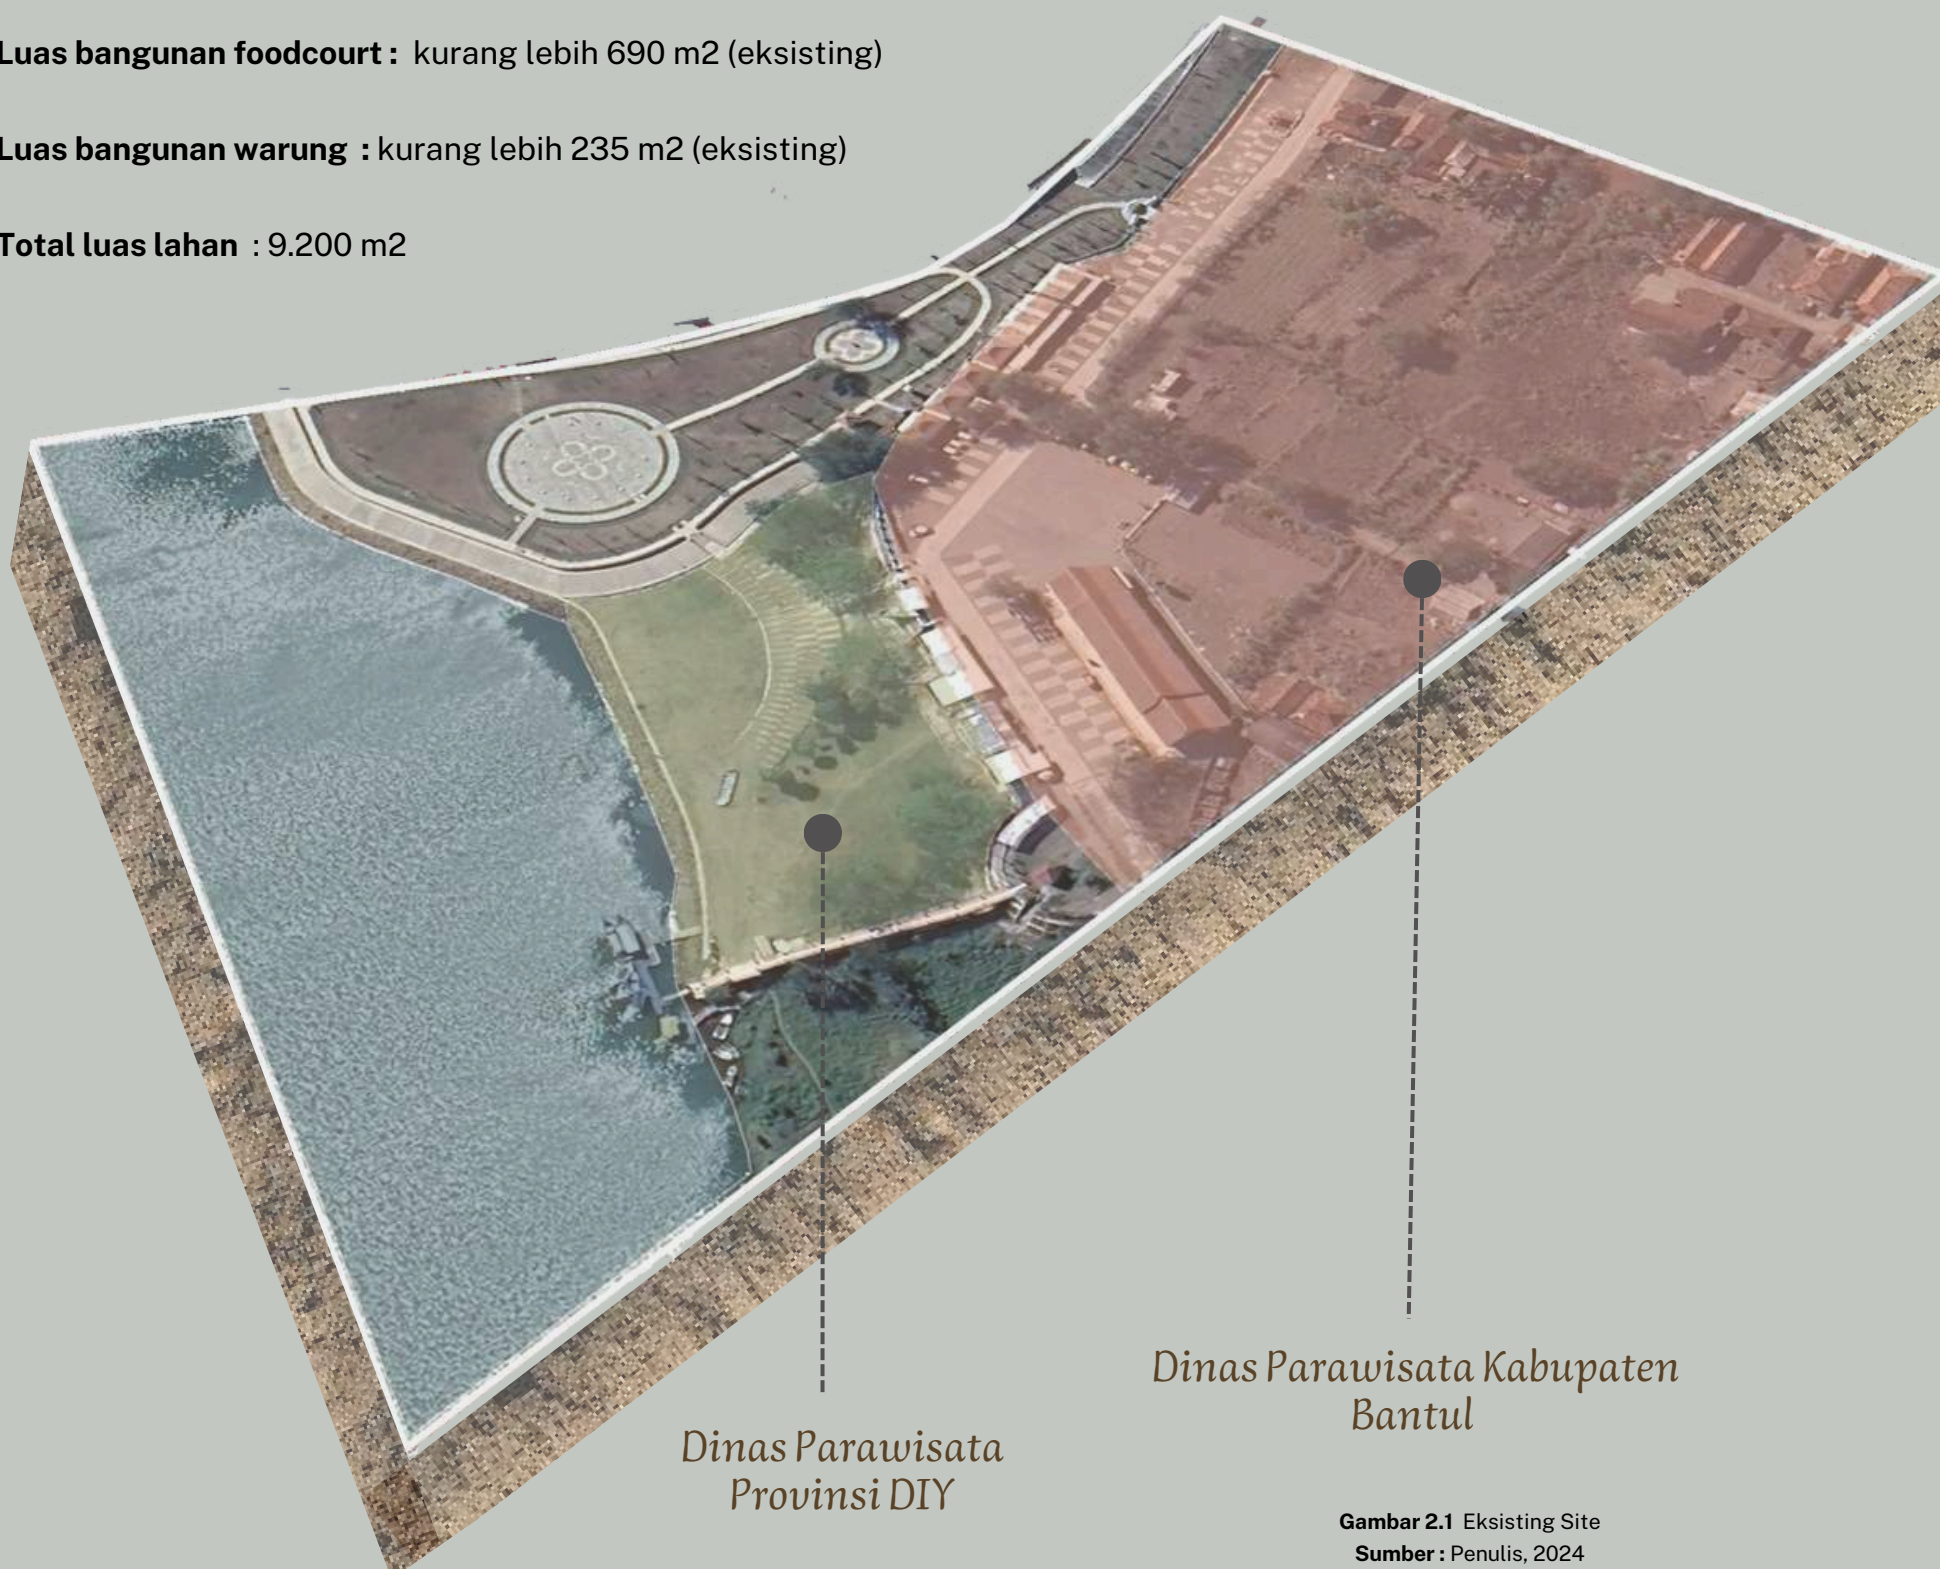 Luas bangunan foodcourt : kurang lebih 690 m2 (eksisting)
Luas bangunan warung : kurang lebih 235 m2 (eksisting)
Total luas lahan : 9.200 m2
Dinas Parawisata Kabupaten
Bantul
Dinas Parawisata
Provinsi DIY
Gambar 2.1 Eksisting Site
Sumber : Penulis, 2024